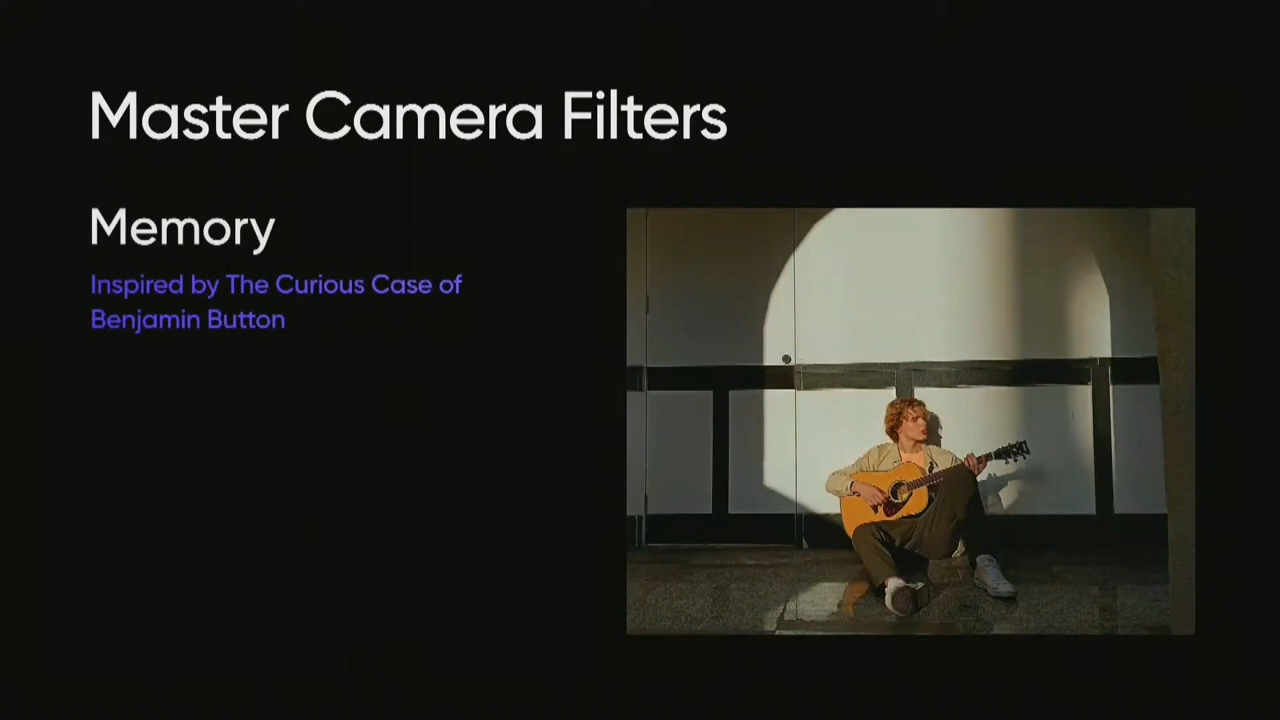 Master Camera Filters
Memory
Inspired by The Curious Case of
Benjamin Button